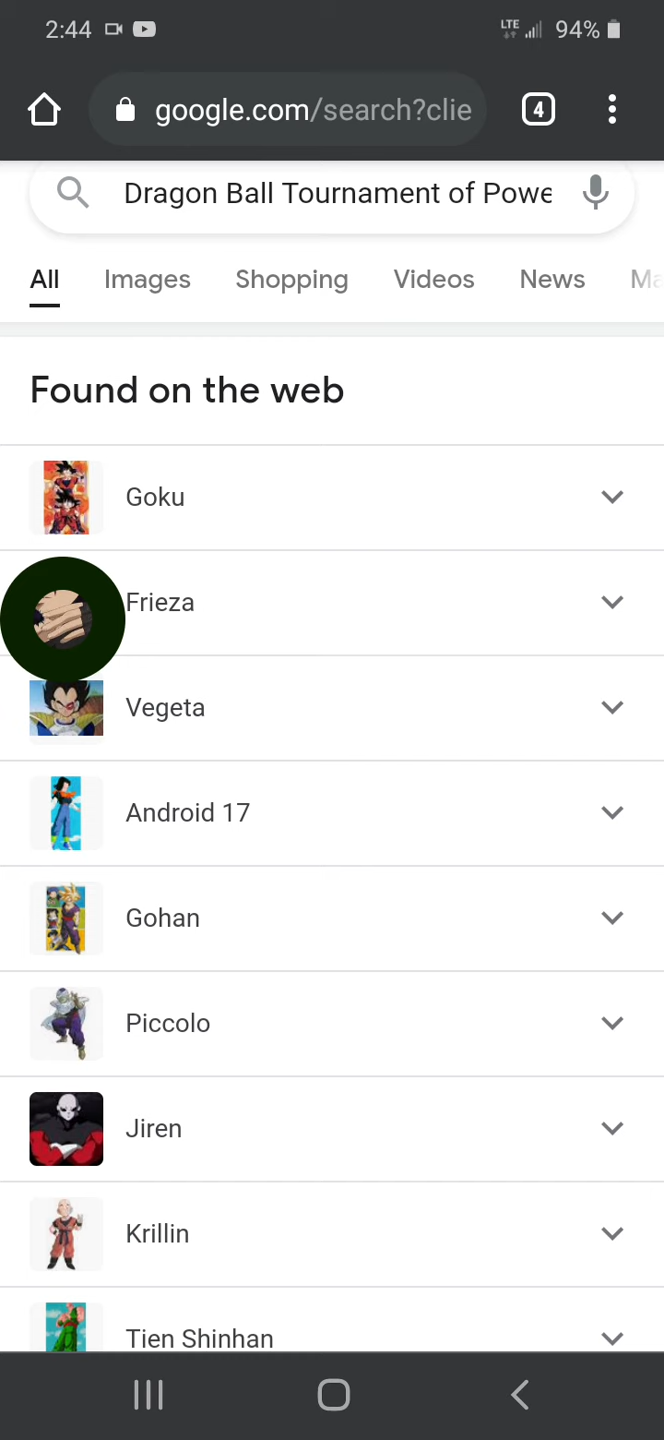 2:44 LTE 94%
google.com/search?clie 4
Dragon Ball Tournament of Powe
All Images Shopping Videos News Ma
Found on the web
Goku
Frieza
Vegeta
Android 17
Gohan
Piccolo
Jiren
Krillin
Tien Shinhan